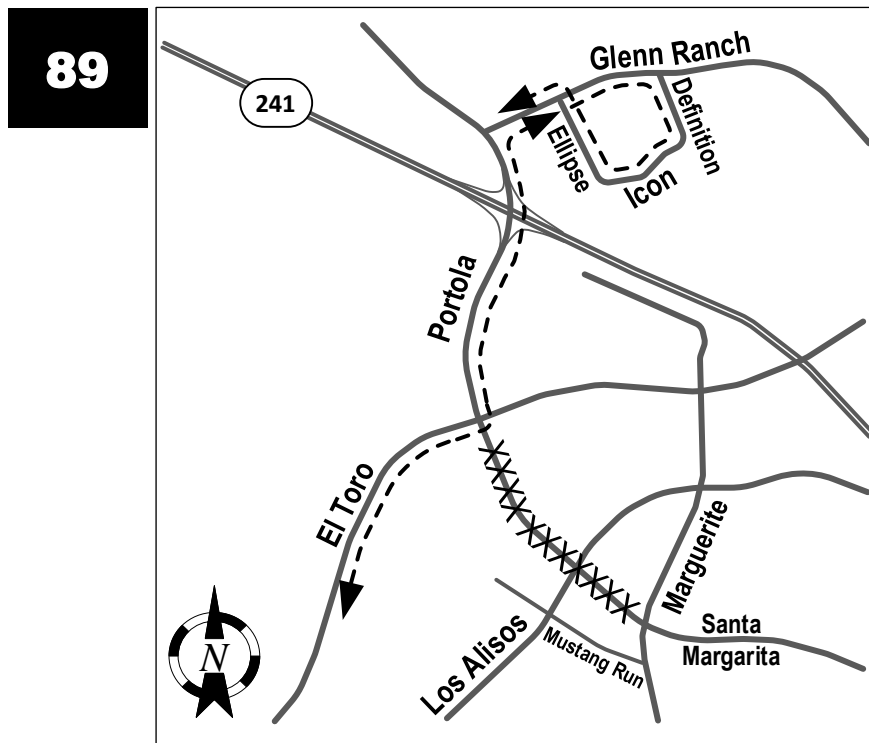 89
241
Glenn Ranch
Definition
Ellipse
Icon
Portola
El Toro
Marguerite
Los Alisos
Mustang Run
Santa
Margarita
N